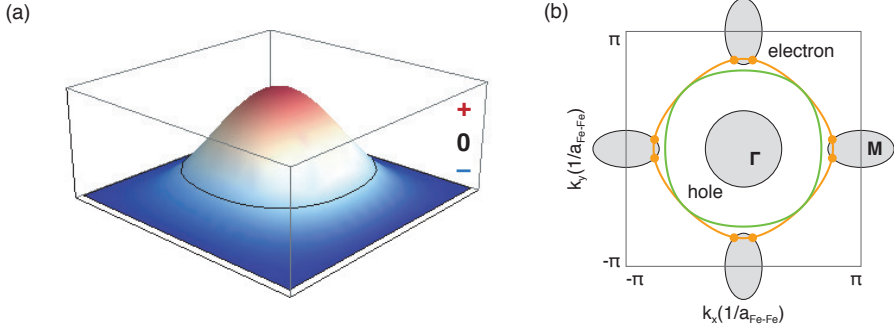 (a)
+
0
−
(b)
π
electron
k_y(1/a_Fe-Fe)
Γ
M
hole
-π
-π
π
k_x(1/a_Fe-Fe)